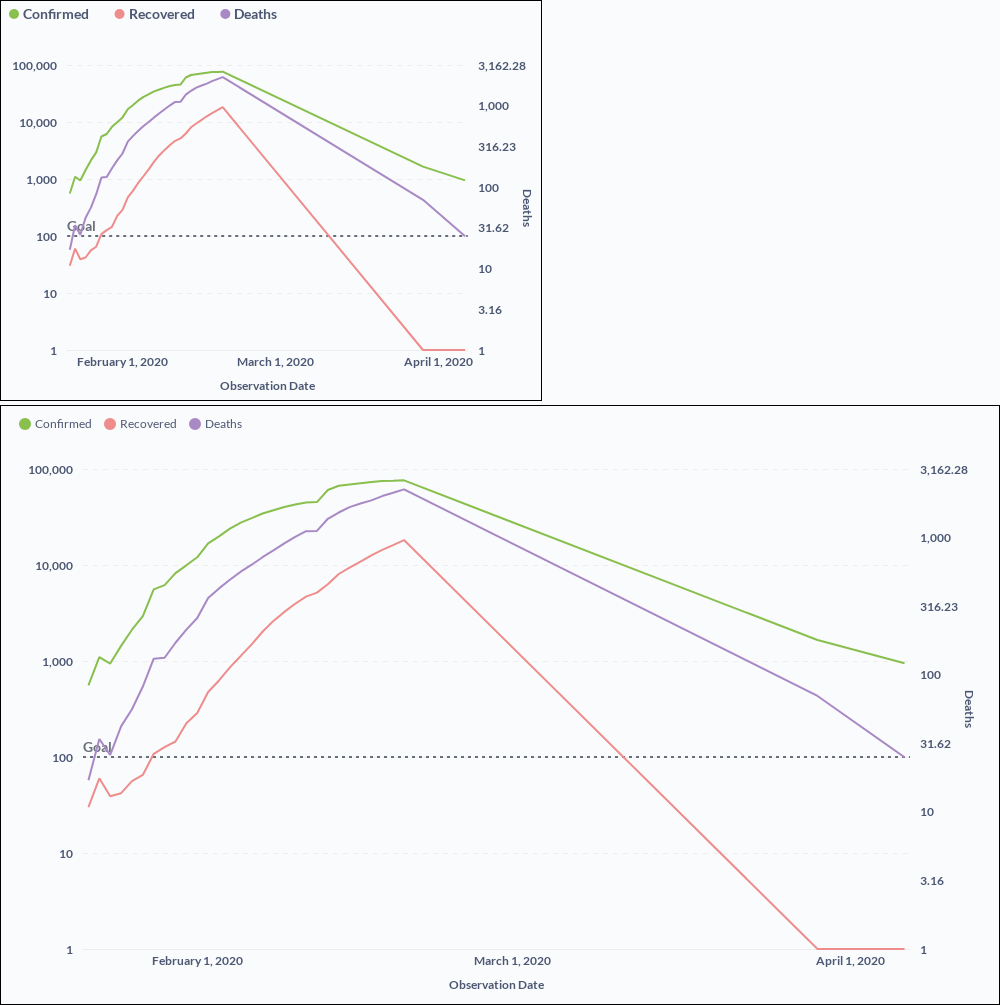 Confirmed Recovered Deaths
100,000 3,162.28
10,000 1,000
1,000 316.23
100 100
10 31.62
1 10
3.16
1
Goal
Deaths
February 1, 2020 March 1, 2020 April 1, 2020
Observation Date
Confirmed Recovered Deaths
100,000 3,162.28
10,000 1,000
1,000 316.23
100 100
10 31.62
1 10
3.16
1
Goal
Deaths
February 1, 2020 March 1, 2020 April 1, 2020
Observation Date